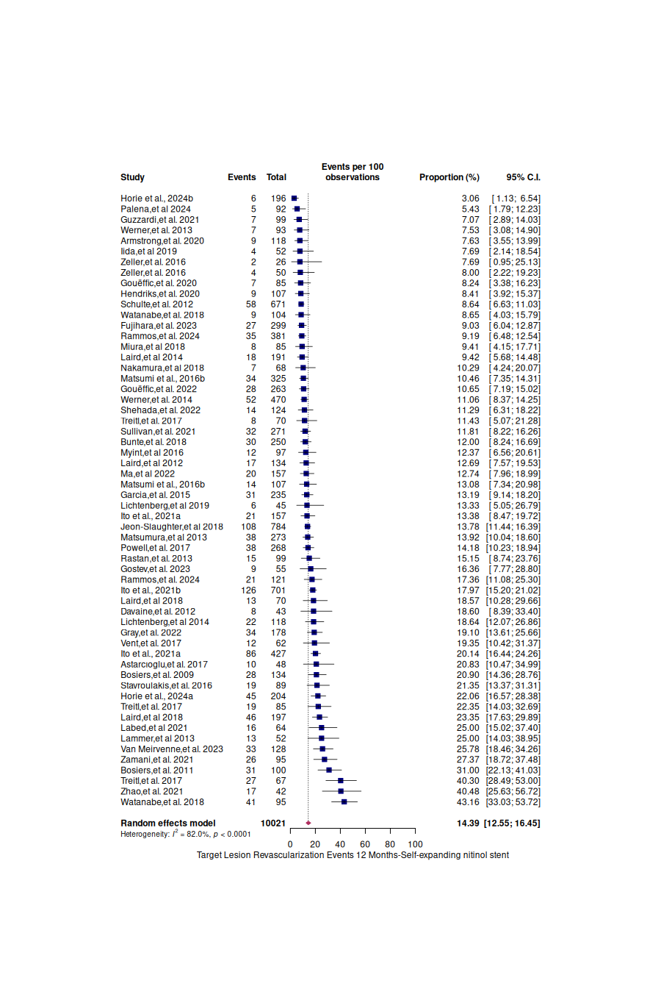 Events per 100
Study Events Total observations Proportion (%) 95% C.I.
Horie et al., 2024b 6 196 3.06 [ 1.13; 6.54]
Palena,et al 2024 5 92 5.43 [ 1.79; 12.23]
Guzzardi,et al. 2021 7 99 7.07 [ 2.89; 14.03]
Werner,et al. 2013 7 93 7.53 [ 3.08; 14.90]
Armstrong,et al. 2020 9 118 7.63 [ 3.55; 13.99]
Iida,et al 2019 4 52 7.69 [ 2.14; 18.54]
Zeller,et al. 2016 2 26 7.69 [ 0.95; 25.13]
Zeller,et al. 2016 4 50 8.00 [ 2.22; 19.23]
Gouëffic,et al. 2020 7 85 8.24 [ 3.38; 16.23]
Hendriks,et al. 2020 9 107 8.41 [ 3.92; 15.37]
Schulte,et al. 2012 58 671 8.64 [ 6.63; 11.03]
Watanabe,et al. 2018 9 104 8.65 [ 4.03; 15.79]
Fujihara,et al. 2023 27 299 9.03 [ 6.04; 12.87]
Rammos,et al. 2024 35 381 9.19 [ 6.48; 12.54]
Miura,et al 2018 8 85 9.41 [ 4.15; 17.71]
Laird,et al 2014 18 191 9.42 [ 5.68; 14.48]
Nakamura,et al 2018 7 68 10.29 [ 4.24; 20.07]
Matsumi et al., 2016b 34 325 10.46 [ 7.35; 14.31]
Gouëffic,et al. 2022 28 263 10.65 [ 7.19; 15.02]
Werner,et al. 2014 52 470 11.06 [ 8.37; 14.25]
Shehada,et al. 2022 14 124 11.29 [ 6.31; 18.22]
Treitl,et al. 2017 8 70 11.43 [ 5.07; 21.28]
Sullivan,et al. 2021 32 271 11.81 [ 8.22; 16.26]
Bunte,et al. 2018 30 250 12.00 [ 8.24; 16.69]
Myint,et al 2016 12 97 12.37 [ 6.56; 20.61]
Laird,et al 2012 17 134 12.69 [ 7.57; 19.53]
Ma,et al 2022 20 157 12.74 [ 7.96; 18.99]
Matsumi et al., 2016b 14 107 13.08 [ 7.34; 20.98]
Garcia,et al. 2015 31 235 13.19 [ 9.14; 18.20]
Lichtenberg,et al 2019 6 45 13.33 [ 5.05; 26.79]
Ito et al., 2021a 21 157 13.38 [ 8.47; 19.72]
Jeon-Slaughter,et al 2018 108 784 13.78 [11.44; 16.39]
Matsumura,et al 2013 38 273 13.92 [10.04; 18.60]
Powell,et al. 2017 38 268 14.18 [10.23; 18.94]
Rastan,et al. 2013 15 99 15.15 [ 8.74; 23.76]
Gostev,et al. 2023 9 55 16.36 [ 7.77; 28.80]
Rammos,et al. 2024 21 121 17.36 [11.08; 25.30]
Ito et al., 2021b 126 701 17.97 [15.20; 21.02]
Laird,et al 2018 13 70 18.57 [10.28; 29.66]
Davaine,et al. 2012 8 43 18.60 [ 8.39; 33.40]
Lichtenberg,et al 2014 22 118 18.64 [12.07; 26.86]
Gray,et al. 2022 34 178 19.10 [13.61; 25.66]
Vent,et al. 2017 12 62 19.35 [10.42; 31.37]
Ito et al., 2021a 86 427 20.14 [16.44; 24.26]
Astarcıoglu,et al. 2017 10 48 20.83 [10.47; 34.99]
Bosiers,et al. 2009 28 134 20.90 [14.36; 28.76]
Stavroulakis,et al. 2016 19 89 21.35 [13.37; 31.31]
Horie et al., 2024a 45 204 22.06 [16.57; 28.38]
Treitl,et al. 2017 19 85 22.35 [14.03; 32.69]
Laird,et al 2018 46 197 23.35 [17.63; 29.89]
Labed,et al 2021 16 64 25.00 [15.02; 37.40]
Lammer,et al 2013 13 52 25.00 [14.03; 38.95]
Van Meirvenne,et al. 2023 33 128 25.78 [18.46; 34.26]
Zamani,et al. 2021 26 95 27.37 [18.72; 37.48]
Bosiers,et al. 2011 31 100 31.00 [22.13; 41.03]
Treitl,et al. 2017 27 67 40.30 [28.49; 53.00]
Zhao,et al. 2021 17 42 40.48 [25.63; 56.72]
Watanabe,et al. 2018 41 95 43.16 [33.03; 53.72]
Random effects model 10021 14.39 [12.55; 16.45]
Heterogeneity: I² = 82.0%, p < 0.0001
0 20 40 60 80 100
Target Lesion Revascularization Events 12 Months-Self-expanding nitinol stent